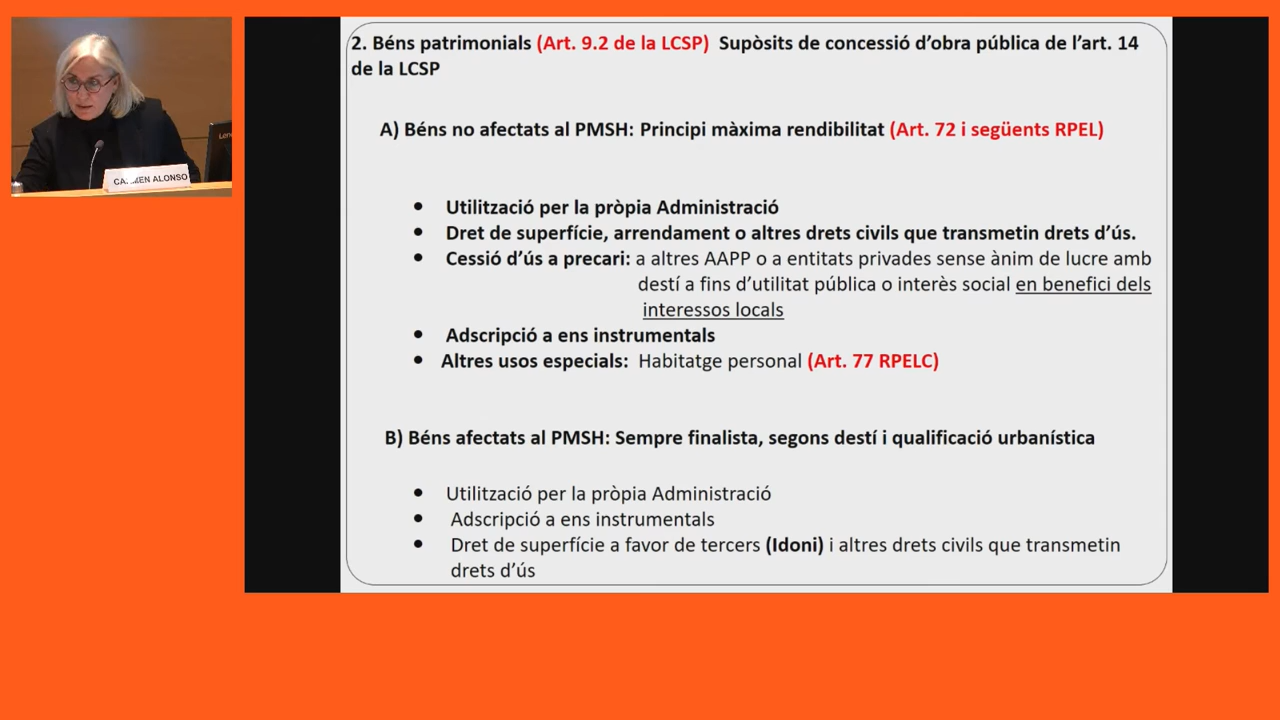 2. Béns patrimonials (Art. 9.2 de la LCSP) Supòsits de concessió d'obra pública de l'art. 14
de la LCSP
A) Béns no afectats al PMSH: Principi màxima rendibilitat (Art. 72 i següents RPEL)
• Utilització per la pròpia Administració
• Dret de superfície, arrendament o altres drets civils que transmetin drets d'ús.
• Cessió d'ús a precari: a altres AAPP o a entitats privades sense ànim de lucre amb
destí a fins d'utilitat pública o interès social en benefici dels
interessos locals
• Adscripció a ens instrumentals
• Altres usos especials: Habitatge personal (Art. 77 RPELC)
B) Béns afectats al PMSH: Sempre finalista, segons destí i qualificació urbanística
• Utilització per la pròpia Administració
• Adscripció a ens instrumentals
• Dret de superfície a favor de tercers (Idoni) i altres drets civils que transmetin
drets d'ús
CARMEN ALONSO